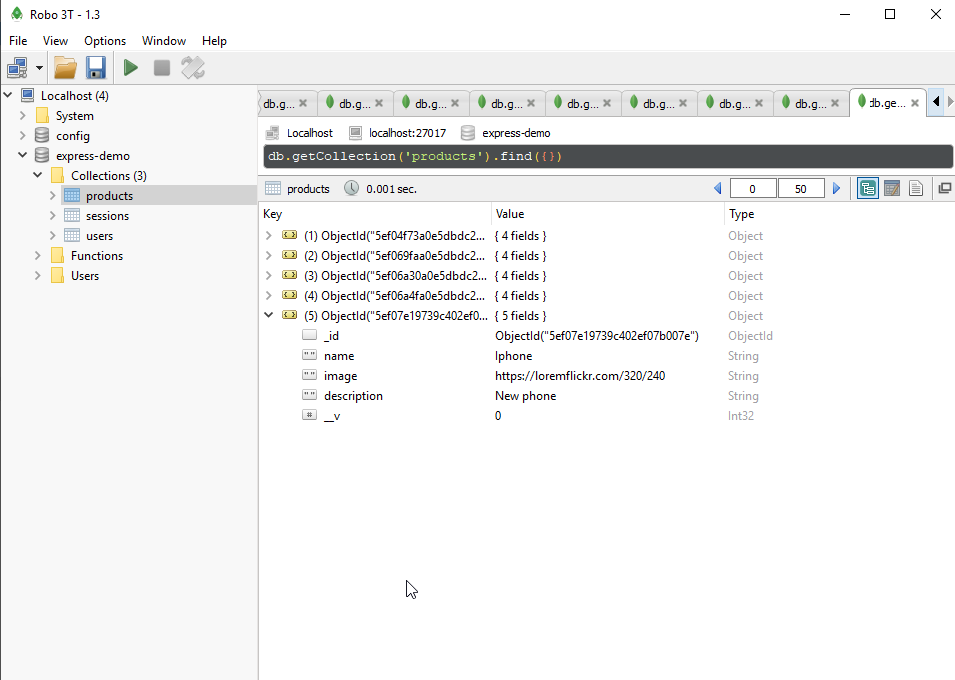 Robo 3T - 1.3
File View Options Window Help
Localhost (4)
System
config
express-demo
Collections (3)
products
sessions
users
Functions
Users
db.g... db.g... db.g... db.g... db.g... db.g... db.g... db.g... db.ge...
Localhost localhost:27017 express-demo
db.getCollection('products').find({})
products 0.001 sec. 0 50
Key Value Type
(1) ObjectId("5ef04f73a0e5dbdc2... { 4 fields } Object
(2) ObjectId("5ef069faa0e5dbdc2... { 4 fields } Object
(3) ObjectId("5ef06a30a0e5dbdc2... { 4 fields } Object
(4) ObjectId("5ef06a4fa0e5dbdc2... { 4 fields } Object
(5) ObjectId("5ef07e19739c402ef0... { 5 fields } Object
_id ObjectId("5ef07e19739c402ef07b007e") ObjectId
name Iphone String
image https://loremflickr.com/320/240 String
description New phone String
__v 0 Int32